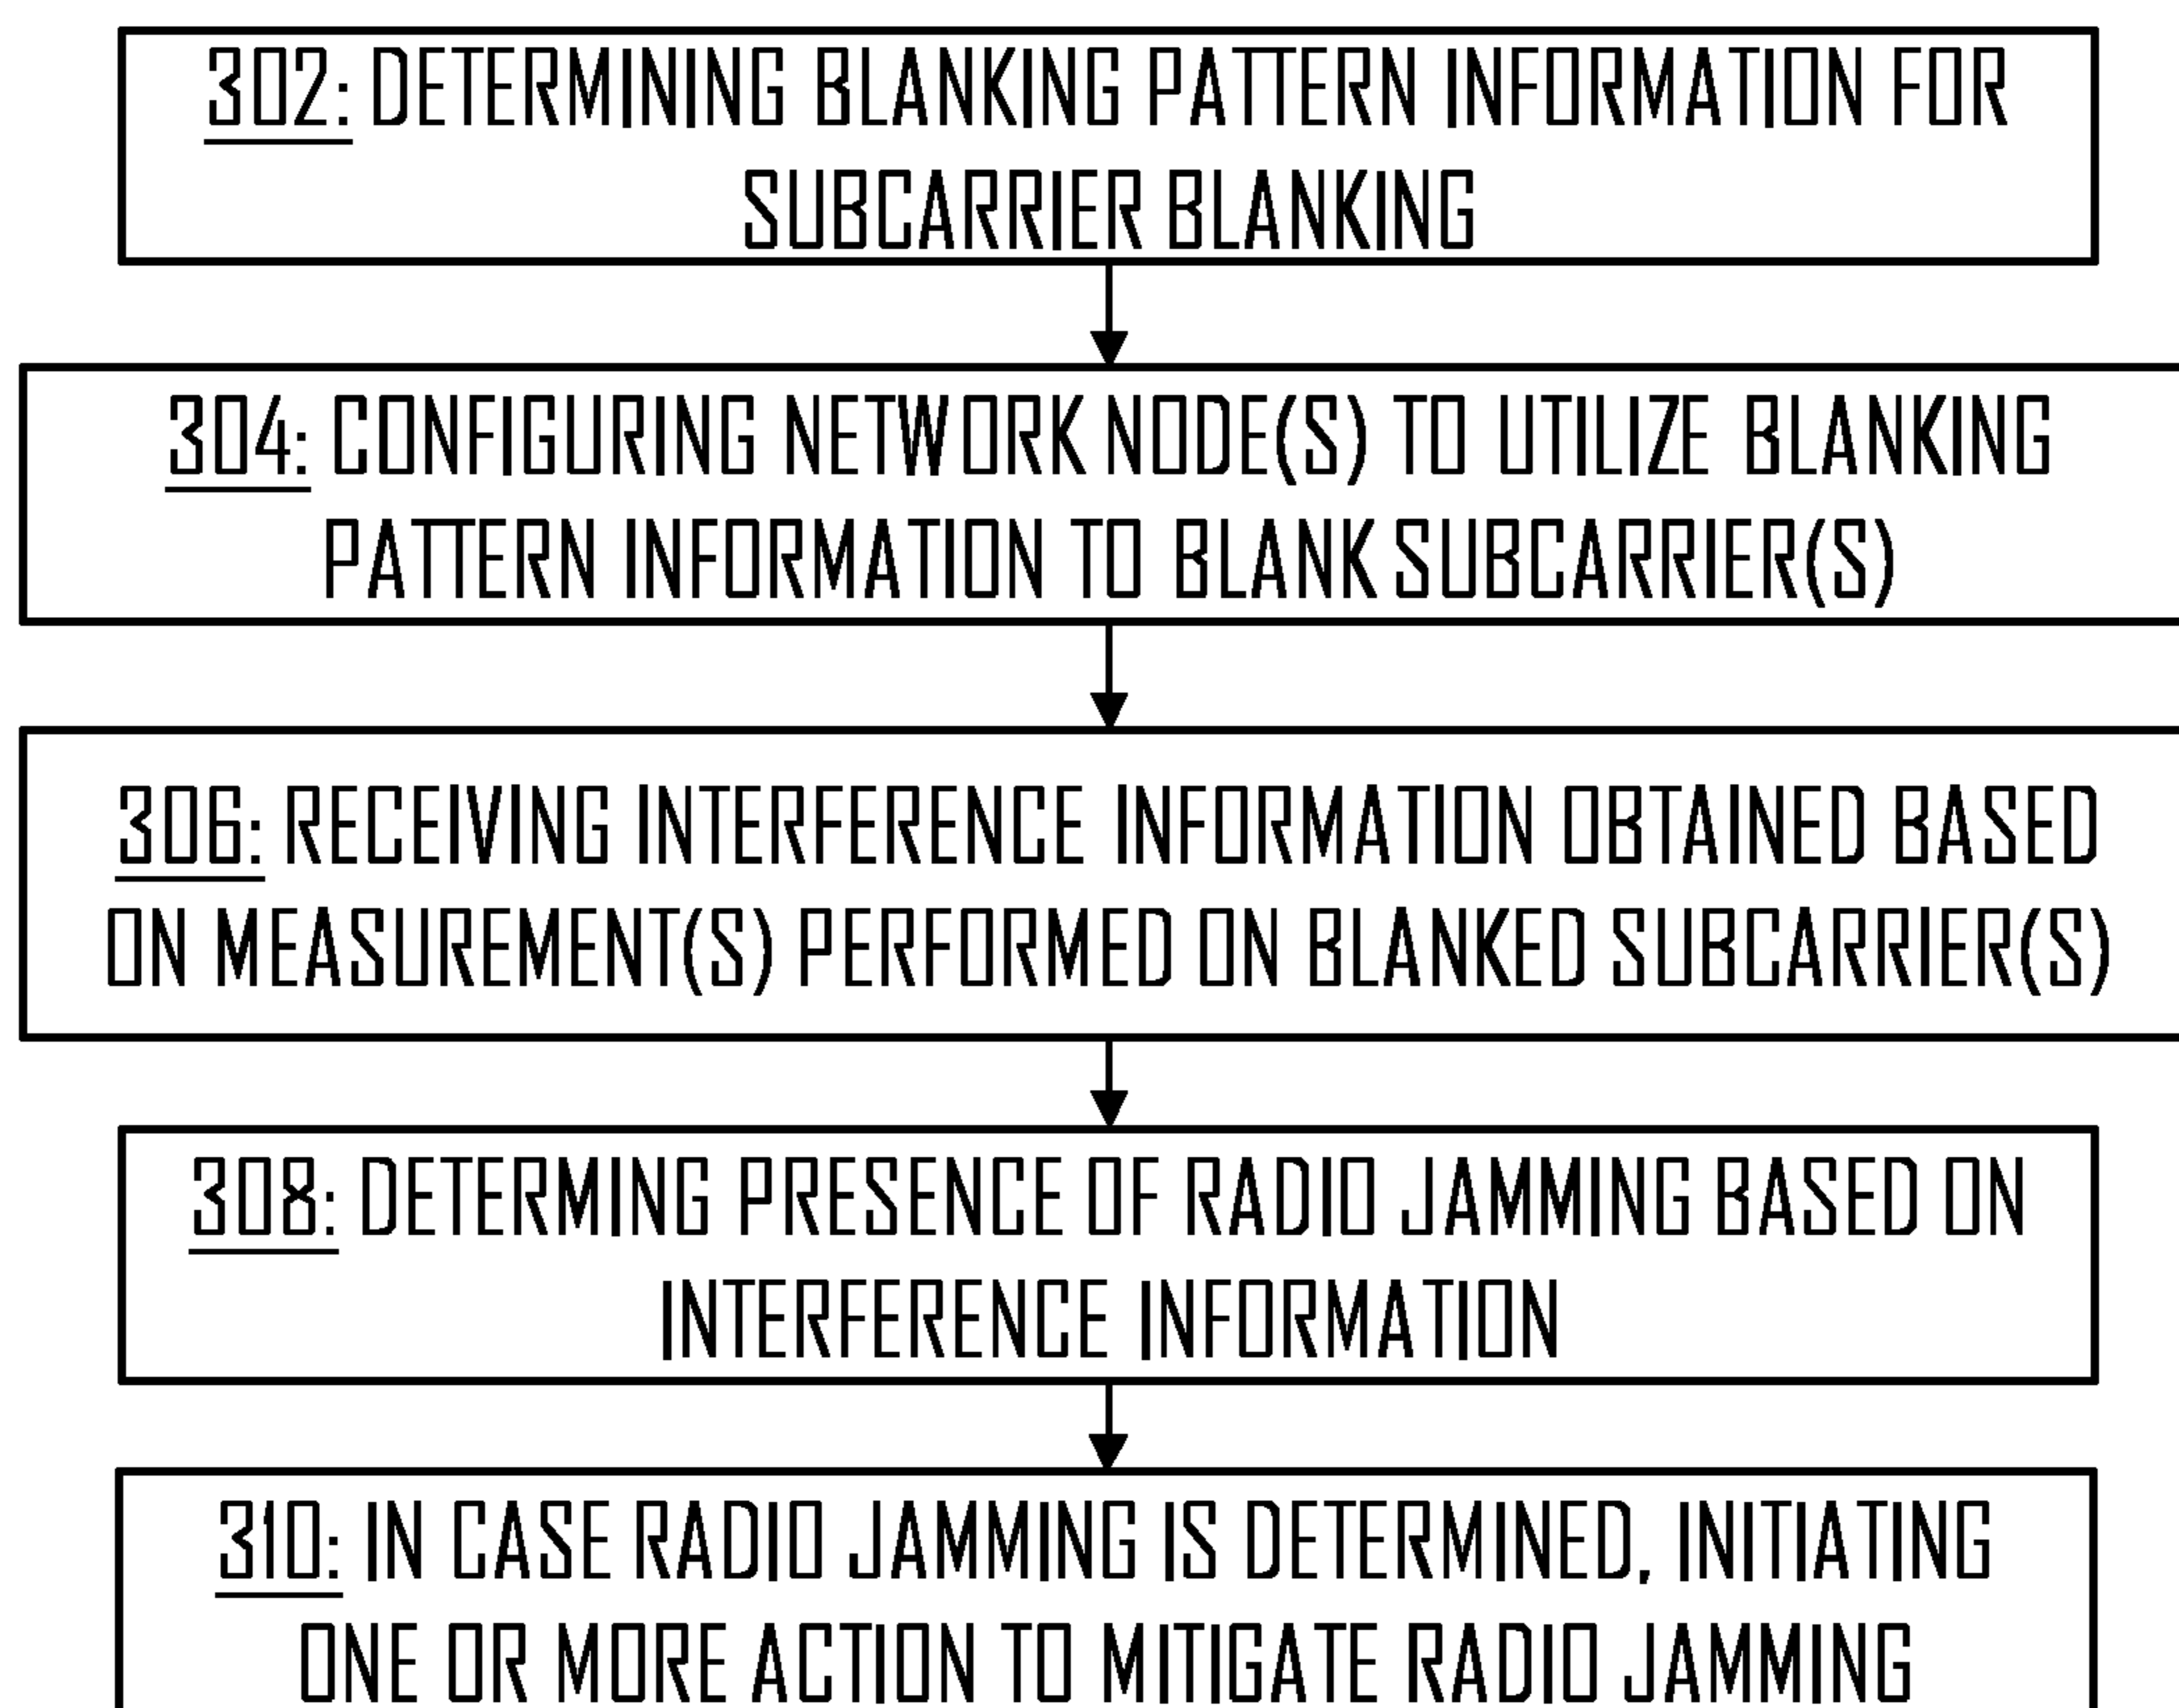 302: DETERMINING BLANKING PATTERN INFORMATION FOR
SUBCARRIER BLANKING
304: CONFIGURING NETWORK NODE(S) TO UTILIZE BLANKING
PATTERN INFORMATION TO BLANK SUBCARRIER(S)
306: RECEIVING INTERFERENCE INFORMATION OBTAINED BASED
ON MEASUREMENT(S) PERFORMED ON BLANKED SUBCARRIER(S)
308: DETERMING PRESENCE OF RADIO JAMMING BASED ON
INTERFERENCE INFORMATION
310: IN CASE RADIO JAMMING IS DETERMINED, INITIATING
ONE OR MORE ACTION TO MITIGATE RADIO JAMMING